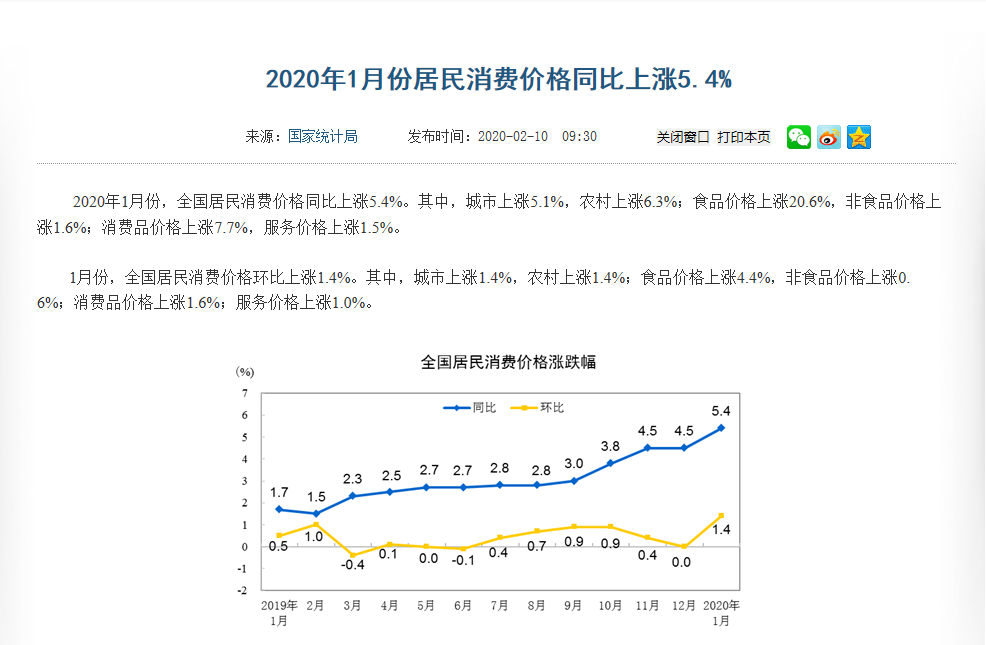 2020年1月份居民消费价格同比上涨5.4%
来源：国家统计局 发布时间：2020-02-10 09:30 关闭窗口 打印本页
2020年1月份，全国居民消费价格同比上涨5.4%。其中，城市上涨5.1%，农村上涨6.3%；食品价格上涨20.6%，非食品价格上
涨1.6%；消费品价格上涨7.7%，服务价格上涨1.5%。
1月份，全国居民消费价格环比上涨1.4%。其中，城市上涨1.4%，农村上涨1.4%；食品价格上涨4.4%，非食品价格上涨0.
6%；消费品价格上涨1.6%；服务价格上涨1.0%。
全国居民消费价格涨跌幅
(%)
同比 环比
7
6
5
4
3
2
1
0
-1
-2
1.7 1.5 2.3 2.5 2.7 2.7 2.8 2.8 3.0 3.8 4.5 4.5 5.4
0.5 1.0 -0.4 0.1 0.0 -0.1 0.4 0.7 0.9 0.9 0.4 0.0 1.4
2019年 2月 3月 4月 5月 6月 7月 8月 9月 10月 11月 12月 2020年
1月 1月